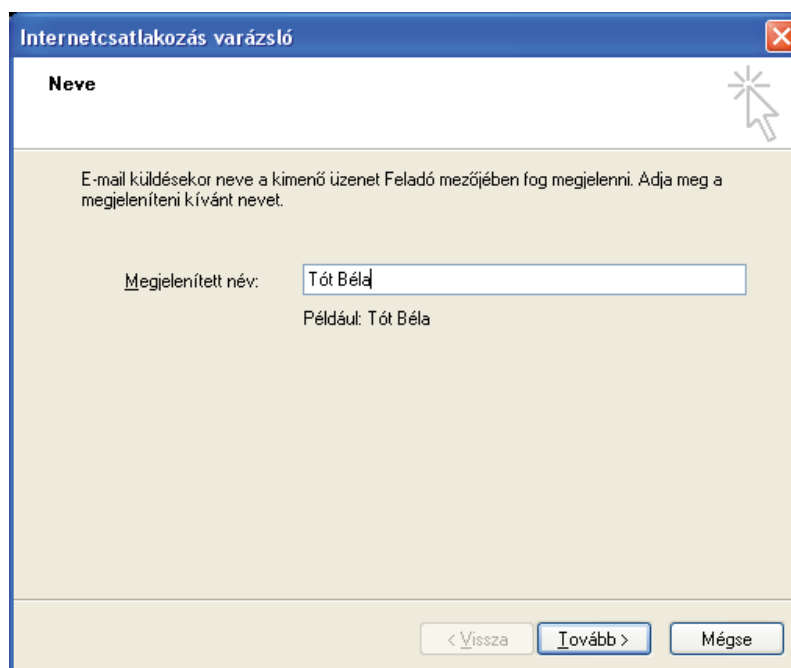 Internetcsatlakozás varázsló
Neve
E-mail küldésekor neve a kimenő üzenet Feladó mezőjében fog megjelenni. Adja meg a
megjeleníteni kívánt nevet.
Megjelenített név: Tót Béla
Például: Tót Béla
< Vissza Tovább > Mégse